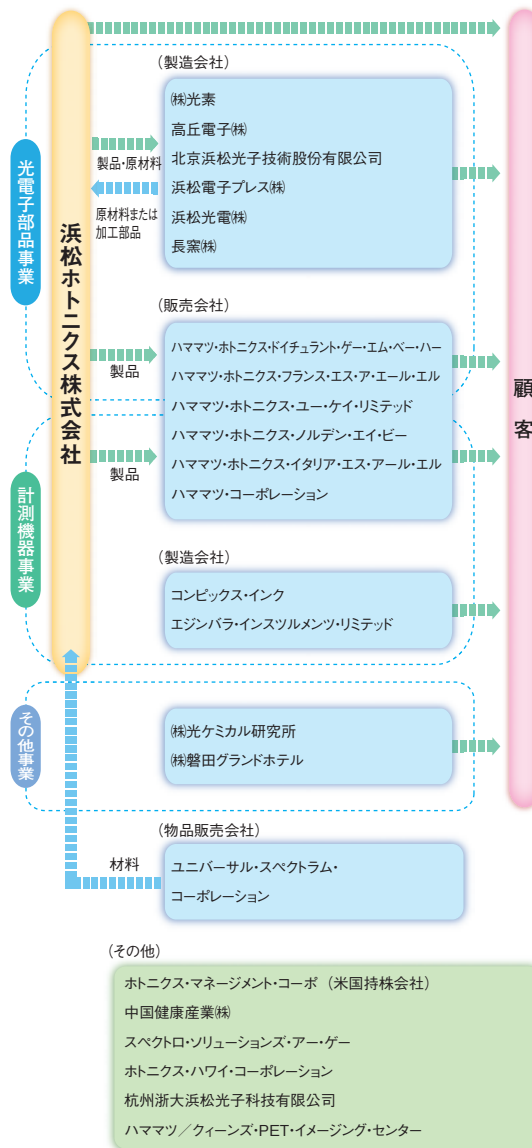 (製造会社)
㈱光素
高丘電子㈱
北京浜松光子技術股份有限公司
浜松電子プレス㈱
浜松光電㈱
長窯㈱
製品・原材料
原材料または
加工部品
光電子部品事業
浜松ホトニクス株式会社
(販売会社)
ハママツ・ホトニクス・ドイチュラント・ゲー・エム・ベー・ハー
ハママツ・ホトニクス・フランス・エス・ア・エール・エル
ハママツ・ホトニクス・ユー・ケイ・リミテッド
ハママツ・ホトニクス・ノルデン・エイ・ビー
ハママツ・ホトニクス・イタリア・エス・アール・エル
ハママツ・コーポレーション
製品
製品
顧客
計測機器事業
(製造会社)
コンピックス・インク
エジンバラ・インスツルメンツ・リミテッド
その他事業
㈱光ケミカル研究所
㈱磐田グランドホテル
(物品販売会社)
材料
ユニバーサル・スペクトラム・
コーポレーション
(その他)
ホトニクス・マネージメント・コーポ (米国持株会社)
中国健康産業㈱
スペクトロ・ソリューションズ・アー・ゲー
ホトニクス・ハワイ・コーポレーション
杭州浙大浜松光子科技有限公司
ハママツ／クィーンズ・PET・イメージング・センター